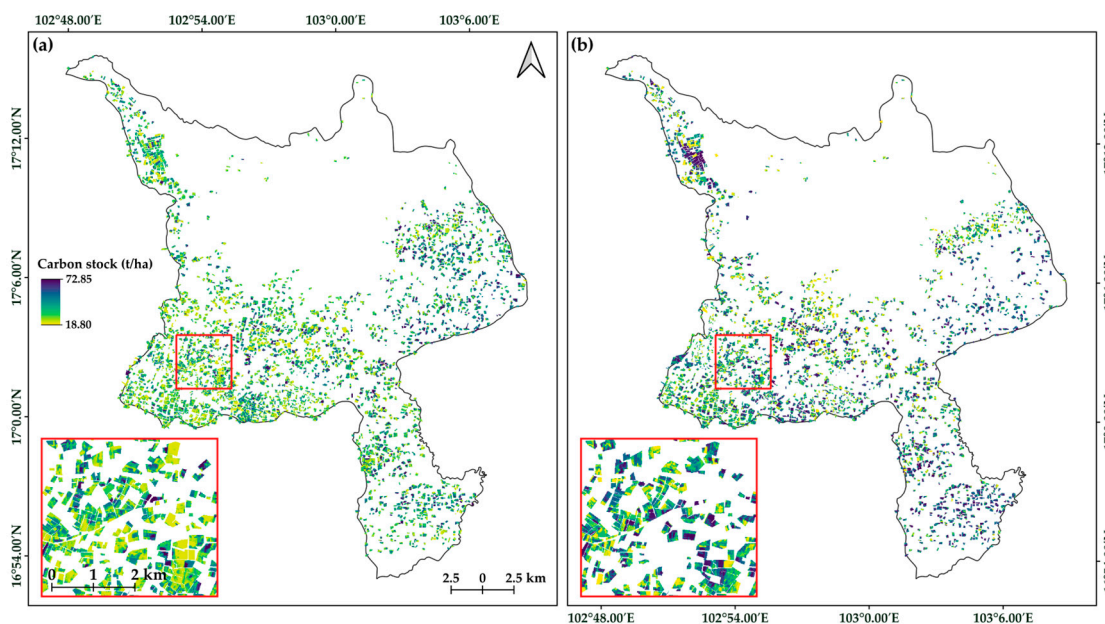 102°48.00′E 102°54.00′E 103°0.00′E 103°6.00′E
(a)
(b)
17°12.00′N
Carbon stock (t/ha)
72.85
18.80
17°6.00′N
17°0.00′N
16°54.00′N
0 1 2 km
2.5 0 2.5 km
102°48.00′E 102°54.00′E 103°0.00′E 103°6.00′E